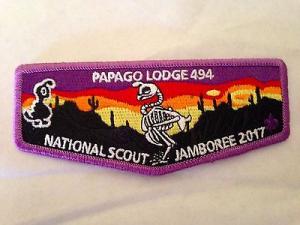 PAPAGO LODGE 494
NATIONAL SCOUT JAMBOREE 2017